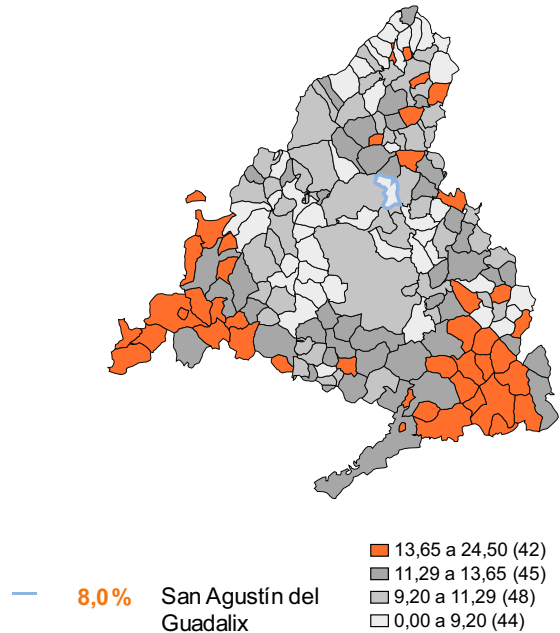 13,65 a 24,50 (42)
11,29 a 13,65 (45)
9,20 a 11,29 (48)
0,00 a 9,20 (44)
8,0% San Agustín del
Guadalix